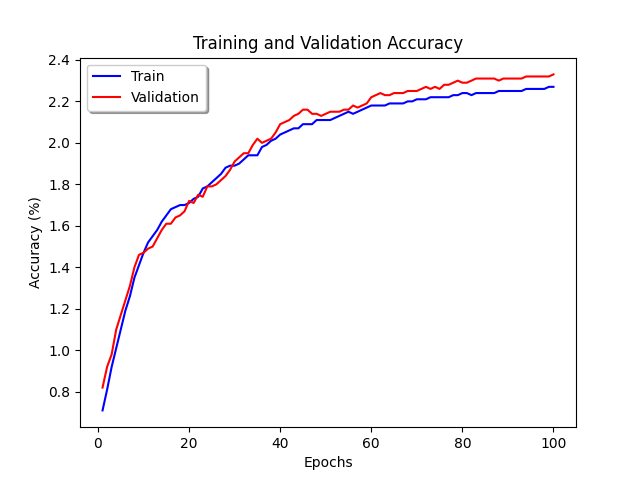 Training and Validation Accuracy
Train
Validation
Accuracy (%)
2.4
2.2
2.0
1.8
1.6
1.4
1.2
1.0
0.8
0 20 40 60 80 100
Epochs